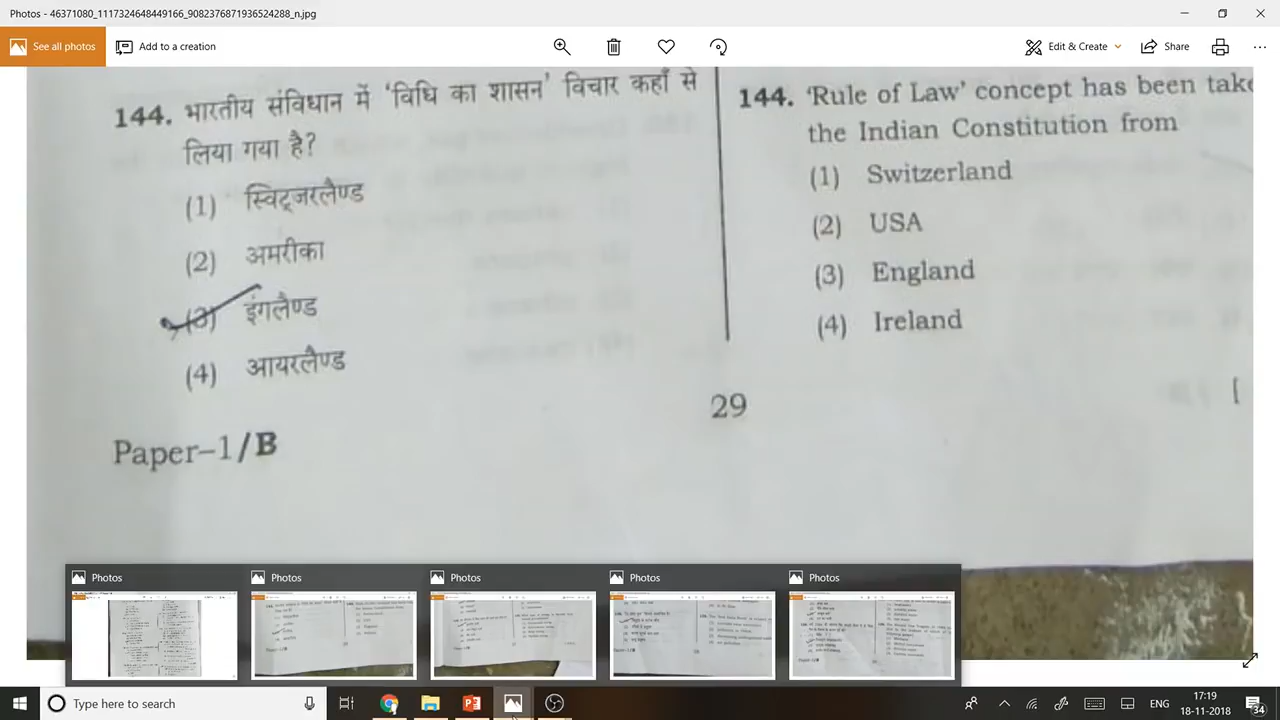 Photos - 46371080_1117324648449166_9082376871936524288_n.jpg
See all photos
Add to a creation
Edit & Create
Share
144. भारतीय संविधान में 'विधि का शासन' विचार कहाँ से
लिया गया है?
(1) स्विट्जरलैण्ड
(2) अमरीका
(3) इंगलैण्ड
(4) आयरलैण्ड
Paper-1/B
144. 'Rule of Law' concept has been take
the Indian Constitution from
(1) Switzerland
(2) USA
(3) England
(4) Ireland
29
[
Photos
Photos
Photos
Photos
Photos
Type here to search
ENG
17:19
18-11-2018
34